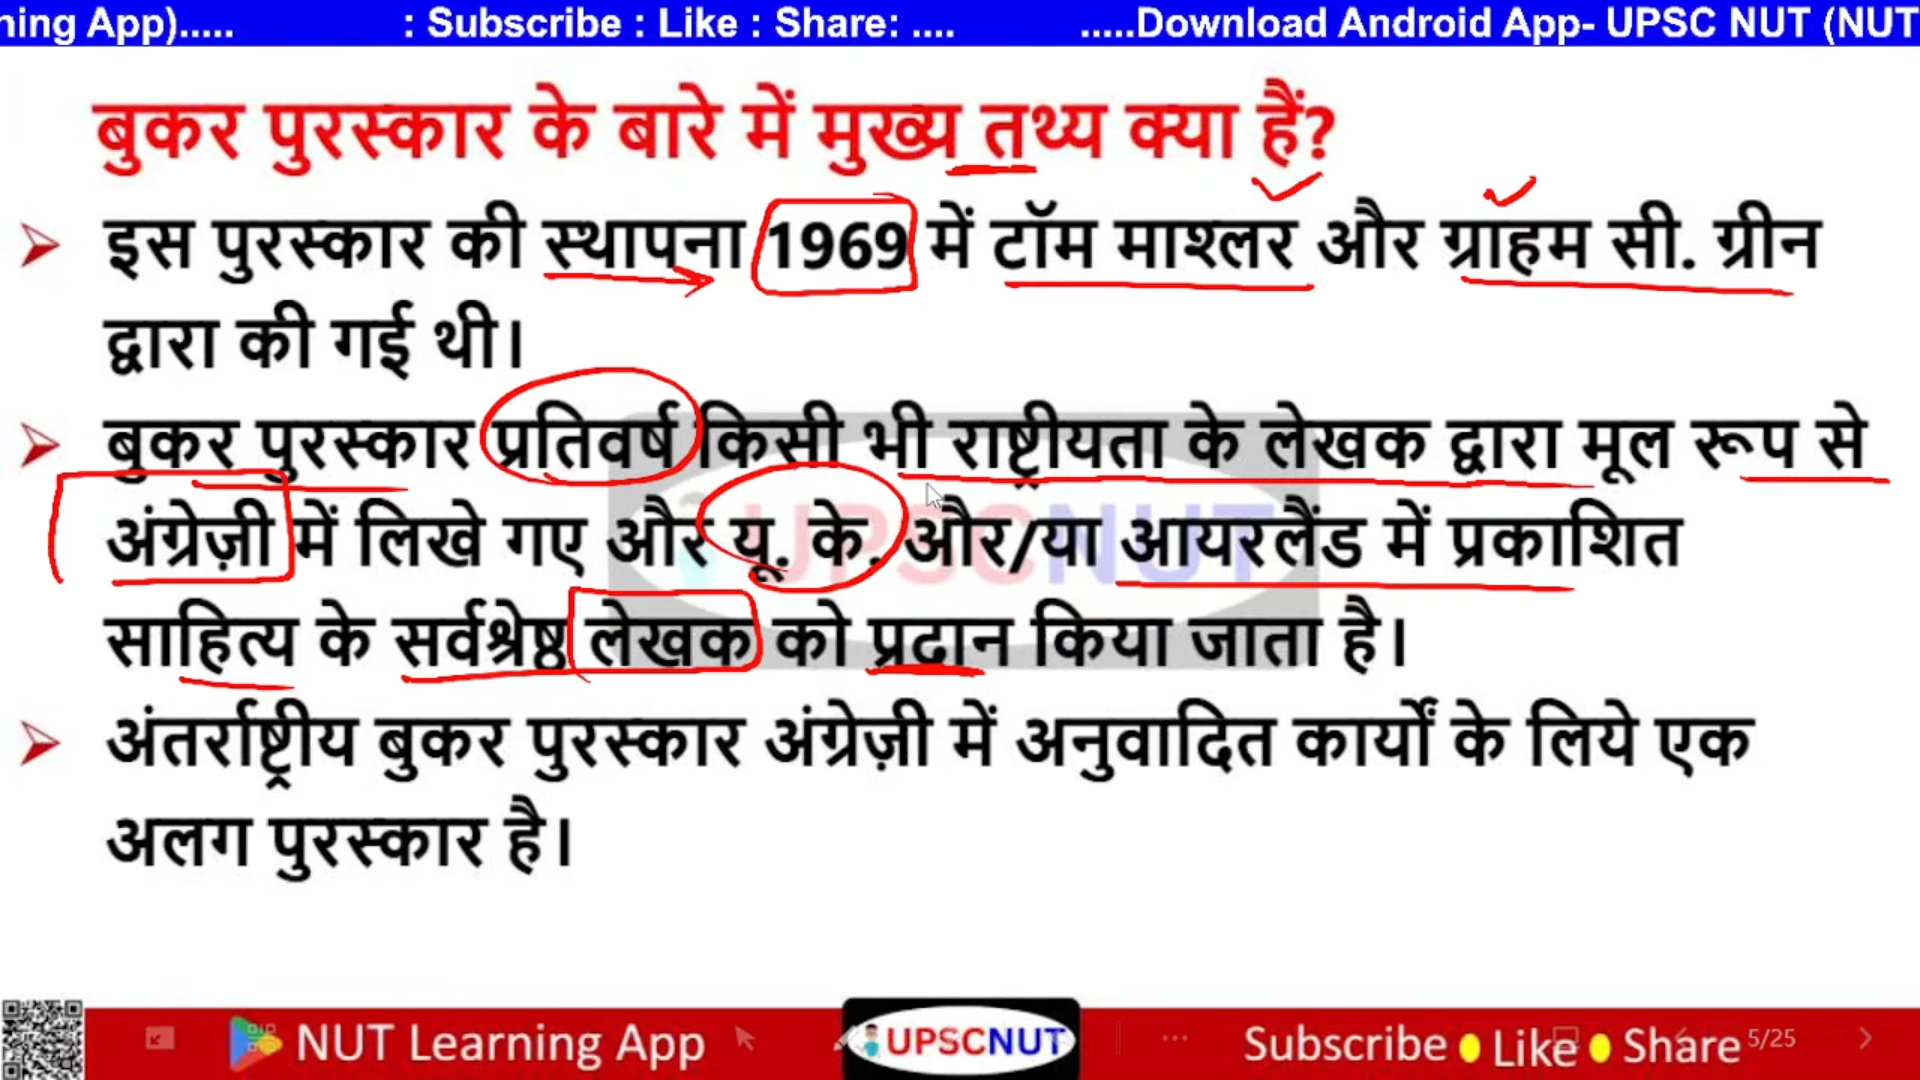 ning App)..... : Subscribe : Like : Share: .... .....Download Android App- UPSC NUT (NUT
बुकर पुरस्कार के बारे में मुख्य तथ्य क्या हैं?
इस पुरस्कार की स्थापना 1969 में टॉम माश्लर और ग्राहम सी. ग्रीन
द्वारा की गई थी।
बुकर पुरस्कार प्रतिवर्ष किसी भी राष्ट्रीयता के लेखक द्वारा मूल रूप से
अंग्रेज़ी में लिखे गए और यू. के. और/या आयरलैंड में प्रकाशित
साहित्य के सर्वश्रेष्ठ लेखक को प्रदान किया जाता है।
अंतर्राष्ट्रीय बुकर पुरस्कार अंग्रेज़ी में अनुवादित कार्यों के लिये एक
अलग पुरस्कार है।
UPSCNUT
NUT Learning App UPSCNUT Subscribe Like Share 5/25